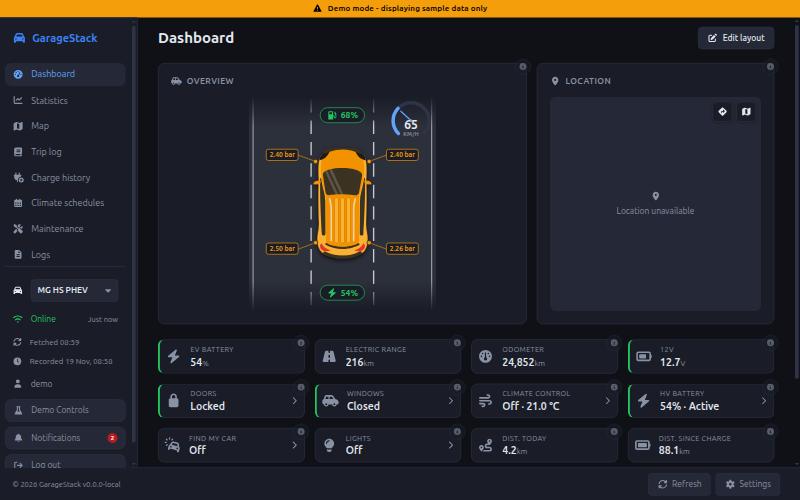 Demo mode - displaying sample data only
GarageStack
Dashboard
Statistics
Map
Trip log
Charge history
Climate schedules
Maintenance
Logs
MG HS PHEV
Online Just now
Fetched 08:59
Recorded 19 Nov, 08:58
demo
Demo Controls
Notifications 2
Log out
Dashboard
Edit layout
OVERVIEW
68%
65
KM/H
2.40 bar
2.40 bar
2.50 bar
2.26 bar
54%
LOCATION
Location unavailable
EV BATTERY
54%
ELECTRIC RANGE
216km
ODOMETER
24,852km
12V
12.7V
DOORS
Locked
WINDOWS
Closed
CLIMATE CONTROL
Off · 21.0 °C
HV BATTERY
54% · Active
FIND MY CAR
Off
LIGHTS
Off
DIST. TODAY
4.2km
DIST. SINCE CHARGE
88.1km
© 2026 GarageStack v0.0.0-local
Refresh
Settings